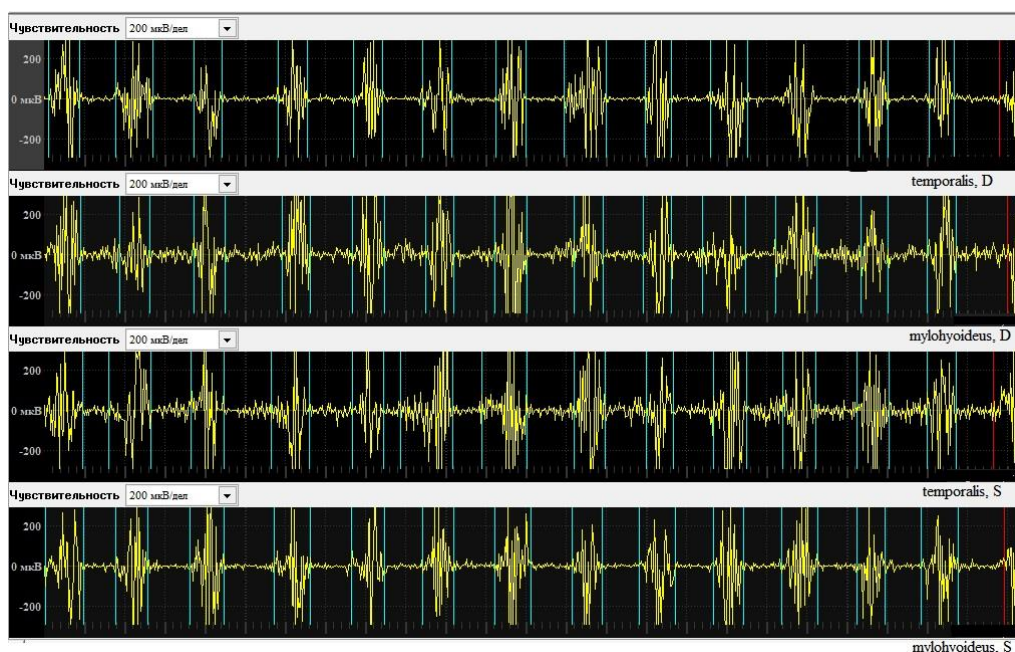 Чувствительность 200 мкВ/дел
200
0 мкВ
-200
temporalis, D
Чувствительность 200 мкВ/дел
200
0 мкВ
-200
mylohyoideus, D
Чувствительность 200 мкВ/дел
200
0 мкВ
-200
temporalis, S
Чувствительность 200 мкВ/дел
200
0 мкВ
-200
mylohyoideus, S